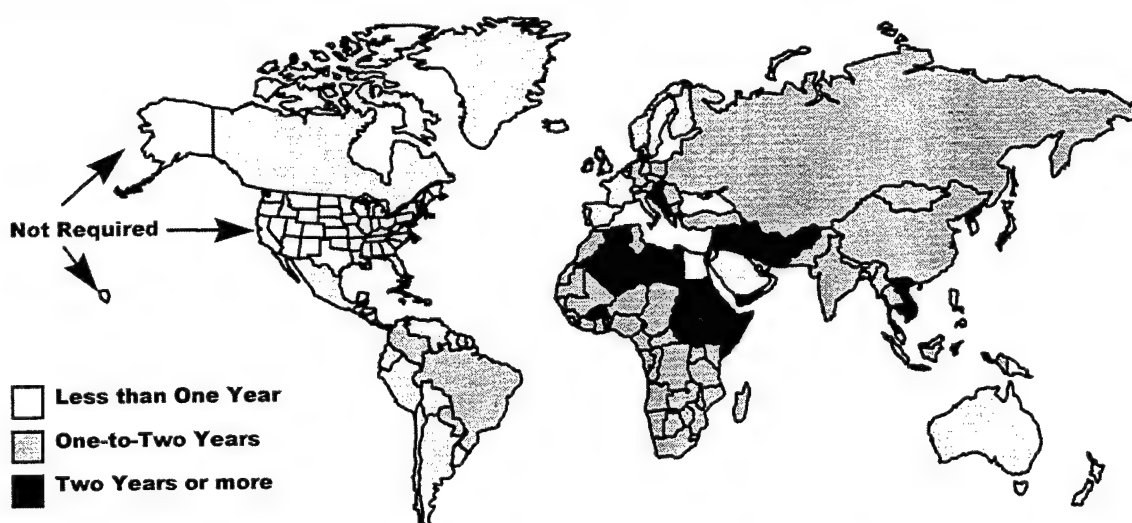 Not Required
Less than One Year
One-to-Two Years
Two Years or more